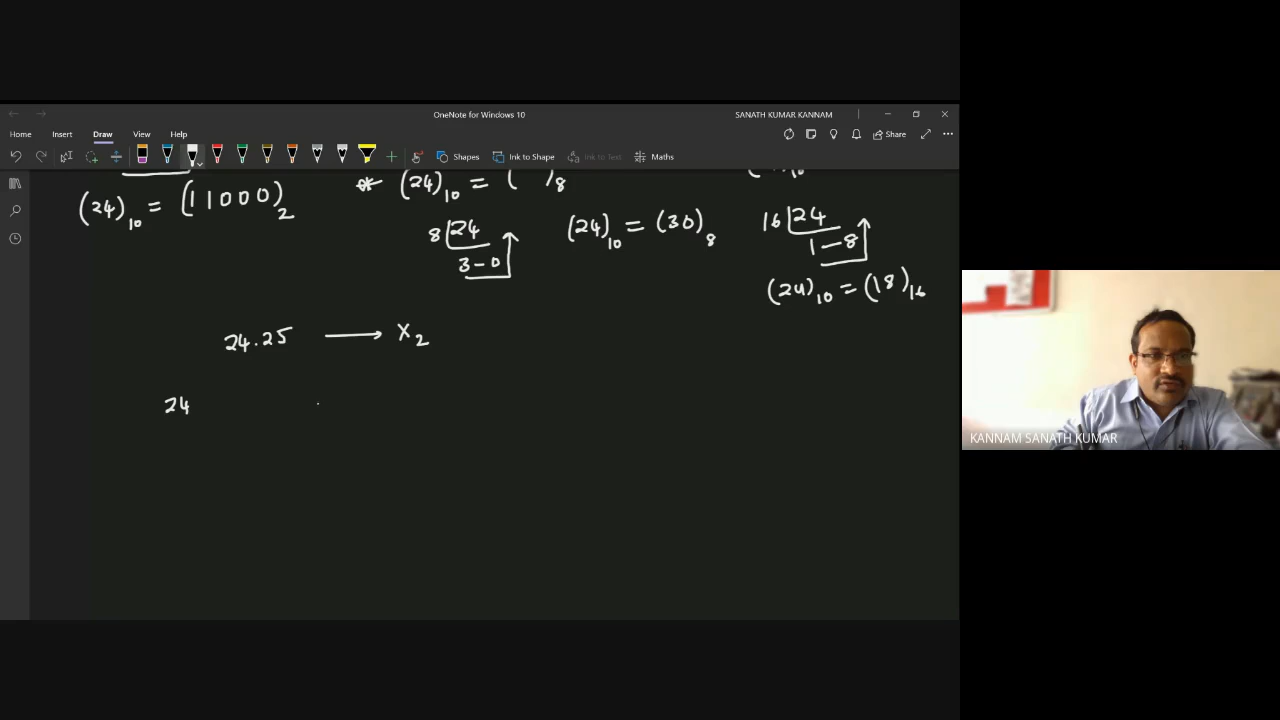 OneNote for Windows 10
SANATH KUMAR KANNAM
Home Insert Draw View Help
Share
Shapes Ink to Shape Ink to Text Maths
(24)10 = (11000)2
(24)10 = ( )8
8 24
3 – 0
(24)10 = (30)8
16 24
1 – 8
(24)10 = (18)16
24.25 → X2
24
KANNAM SANATH KUMAR